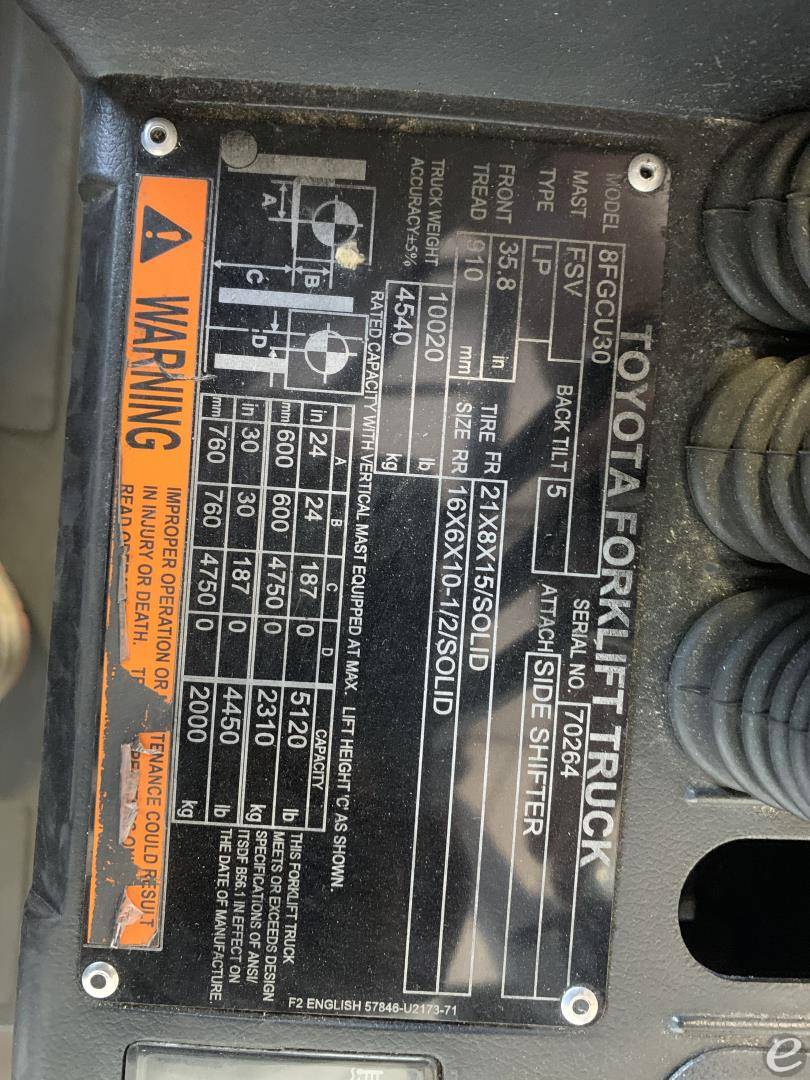 TOYOTA FORKLIFT TRUCK
MODEL 8FGCU30 SERIAL NO. 70264
MAST FSV BACK TILT 5 ATTACH SIDE SHIFTER
TYPE LP
FRONT 35.8 in TIRE FR 21X8X15/SOLID
TREAD 910 mm SIZE RR 16X6X10-1/2/SOLID
TRUCK WEIGHT 10020 lb
ACCURACY±5% 4540 kg
RATED CAPACITY WITH VERTICAL MAST EQUIPPED AT MAX. LIFT HEIGHT 'C' AS SHOWN.
A B C D CAPACITY
in 24 24 187 0 5120 lb
mm 600 600 4750 0 2310 kg
in 30 30 187 0 4450 lb
mm 760 760 4750 0 2000 kg
A
B
C
D
THIS FORKLIFT TRUCK
MEETS OR EXCEEDS DESIGN
SPECIFICATIONS OF ANSI/
ITSDF B56.1 IN EFFECT ON
THE DATE OF MANUFACTURE.
WARNING
IMPROPER OPERATION OR TENANCE COULD RESULT
IN INJURY OR DEATH.
READ
F2 ENGLISH 57846-U2173-71
e